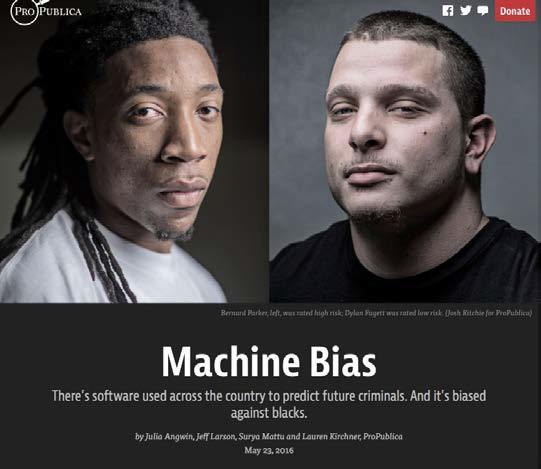 PROPUBLICA
Donate
Bernard Parker, left, was rated high risk; Dylan Fugett was rated low risk. (Josh Ritchie for ProPublica)
Machine Bias
There's software used across the country to predict future criminals. And it's biased
against blacks.
by Julia Angwin, Jeff Larson, Surya Mattu and Lauren Kirchner, ProPublica
May 23, 2016